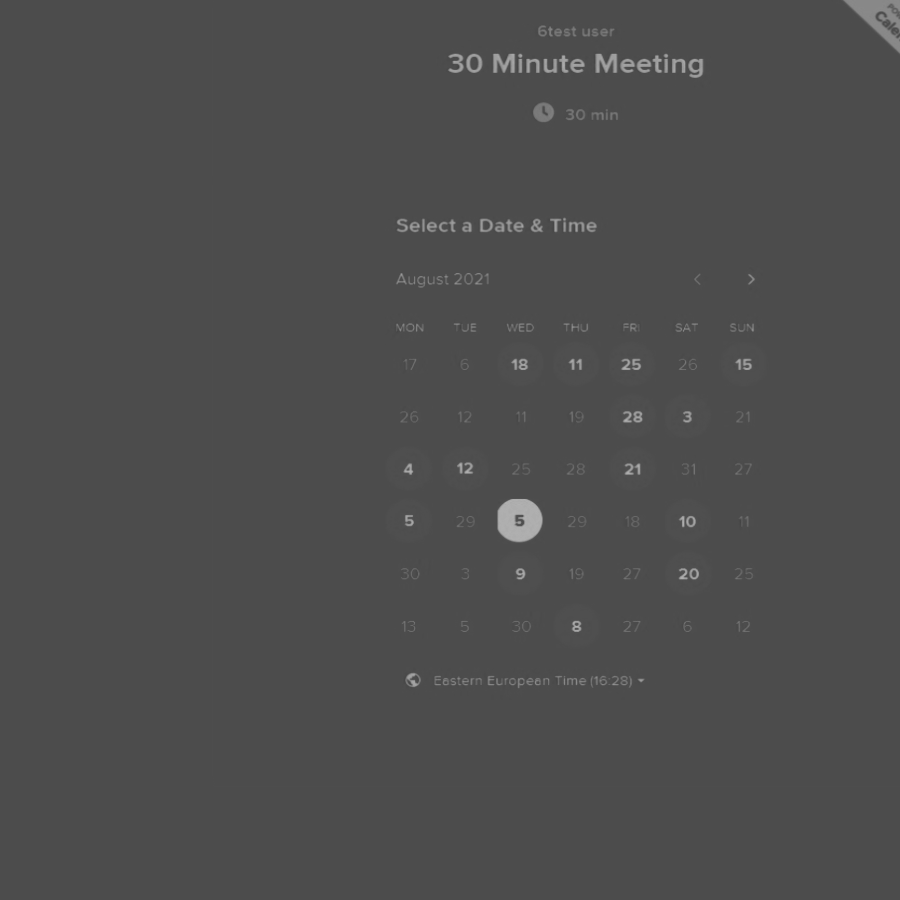 6test user
30 Minute Meeting
30 min
Select a Date & Time
August 2021
MON TUE WED THU FRI SAT SUN
17 6 18 11 25 26 15
26 12 11 19 28 3 21
4 12 25 28 21 31 27
5 29 5 29 18 10 11
30 3 9 19 27 20 25
13 5 30 8 27 6 12
Eastern European Time (16:28)